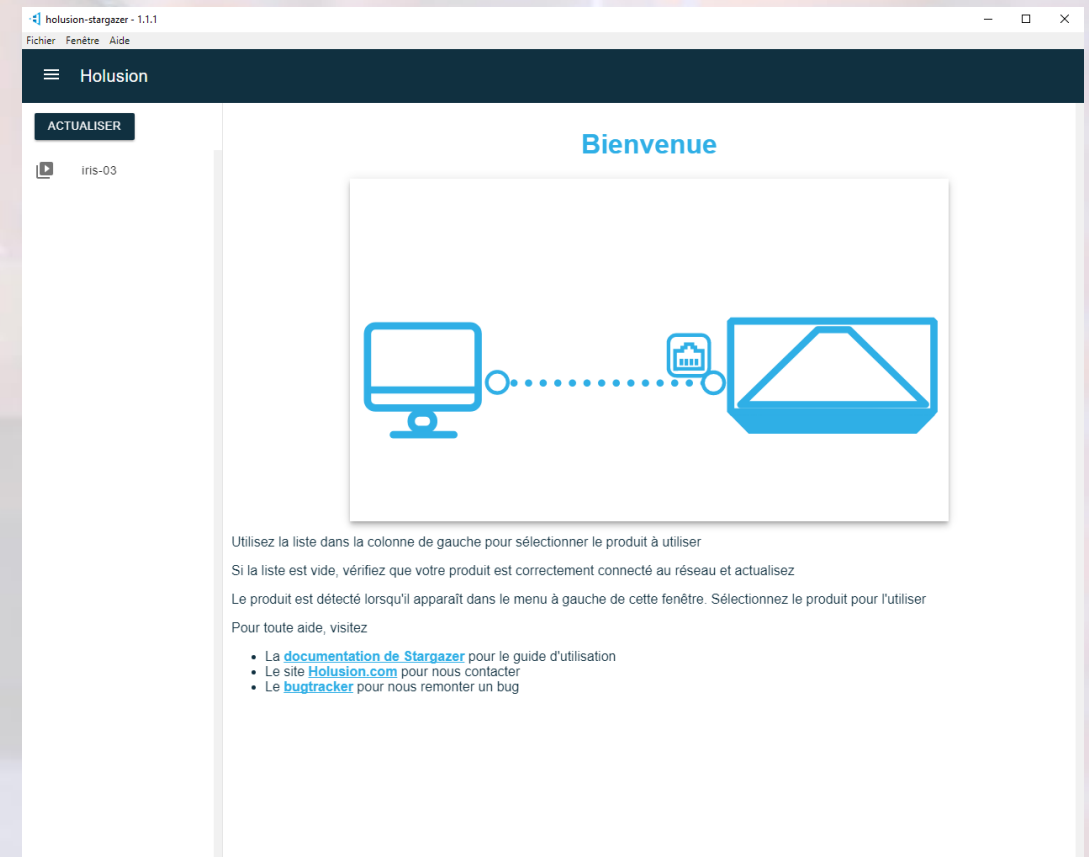 holusion-stargazer - 1.1.1
Fichier Fenêtre Aide
Holusion
ACTUALISER
iris-03
Bienvenue
Utilisez la liste dans la colonne de gauche pour sélectionner le produit à utiliser
Si la liste est vide, vérifiez que votre produit est correctement connecté au réseau et actualisez
Le produit est détecté lorsqu'il apparaît dans le menu à gauche de cette fenêtre. Sélectionnez le produit pour l'utiliser
Pour toute aide, visitez
La documentation de Stargazer pour le guide d'utilisation
Le site Holusion.com pour nous contacter
Le bugtracker pour nous remonter un bug